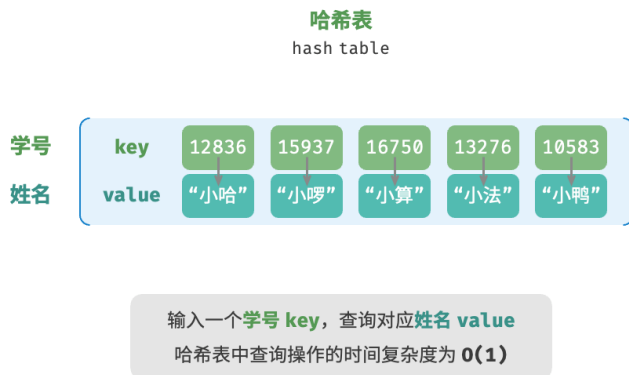 哈希表
hash table
学号 key 12836 15937 16750 13276 10583
姓名 value “小哈” “小啰” “小算” “小法” “小鸭”
输入一个学号 key，查询对应姓名 value
哈希表中查询操作的时间复杂度为 O(1)